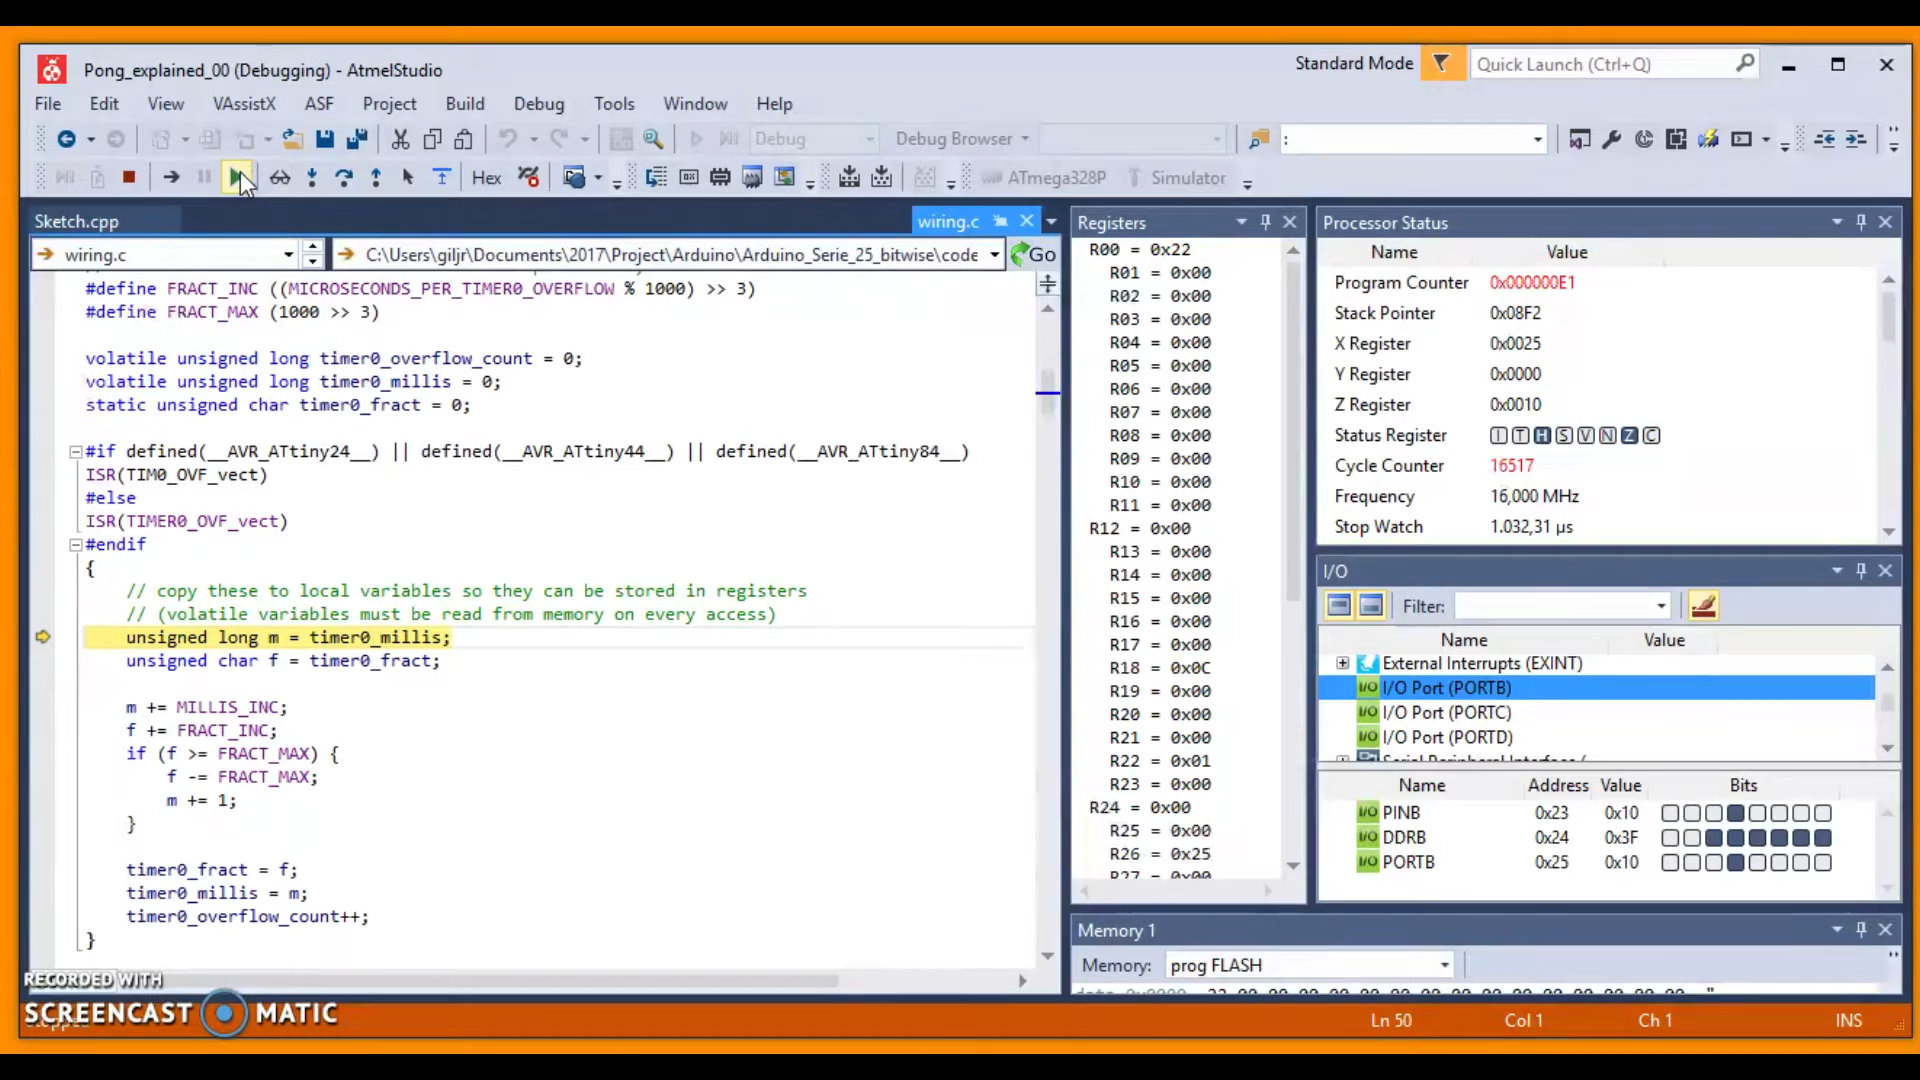 Pong_explained_00 (Debugging) - AtmelStudio
Standard Mode
Quick Launch (Ctrl+Q)
File Edit View VAssistX ASF Project Build Debug Tools Window Help
Debug Debug Browser :
Hex ATmega328P Simulator
Sketch.cpp wiring.c
wiring.c C:\Users\giljr\Documents\2017\Project\Arduino\Arduino_Serie_25_bitwise\code Go
#define FRACT_INC ((MICROSECONDS_PER_TIMER0_OVERFLOW % 1000) >> 3)
#define FRACT_MAX (1000 >> 3)
volatile unsigned long timer0_overflow_count = 0;
volatile unsigned long timer0_millis = 0;
static unsigned char timer0_fract = 0;
#if defined(__AVR_ATtiny24__) || defined(__AVR_ATtiny44__) || defined(__AVR_ATtiny84__)
ISR(TIM0_OVF_vect)
#else
ISR(TIMER0_OVF_vect)
#endif
{
// copy these to local variables so they can be stored in registers
// (volatile variables must be read from memory on every access)
unsigned long m = timer0_millis;
unsigned char f = timer0_fract;
m += MILLIS_INC;
f += FRACT_INC;
if (f >= FRACT_MAX) {
f -= FRACT_MAX;
m += 1;
}
timer0_fract = f;
timer0_millis = m;
timer0_overflow_count++;
}
Registers
R00 = 0x22
R01 = 0x00
R02 = 0x00
R03 = 0x00
R04 = 0x00
R05 = 0x00
R06 = 0x00
R07 = 0x00
R08 = 0x00
R09 = 0x00
R10 = 0x00
R11 = 0x00
R12 = 0x00
R13 = 0x00
R14 = 0x00
R15 = 0x00
R16 = 0x00
R17 = 0x00
R18 = 0x0C
R19 = 0x00
R20 = 0x00
R21 = 0x00
R22 = 0x01
R23 = 0x00
R24 = 0x00
R25 = 0x00
R26 = 0x25
R27 = 0x00
Processor Status
Name Value
Program Counter 0x000000E1
Stack Pointer 0x08F2
X Register 0x0025
Y Register 0x0000
Z Register 0x0010
Status Register I T H S V N Z C
Cycle Counter 16517
Frequency 16,000 MHz
Stop Watch 1.032,31 µs
I/O
Filter:
Name Value
External Interrupts (EXINT)
I/O I/O Port (PORTB)
I/O I/O Port (PORTC)
I/O I/O Port (PORTD)
Serial Peripheral Interface (
Name Address Value Bits
I/O PINB 0x23 0x10
I/O DDRB 0x24 0x3F
I/O PORTB 0x25 0x10
Memory 1
Memory: prog FLASH
RECORDED WITH
SCREENCAST MATIC
Ln 50 Col 1 Ch 1 INS